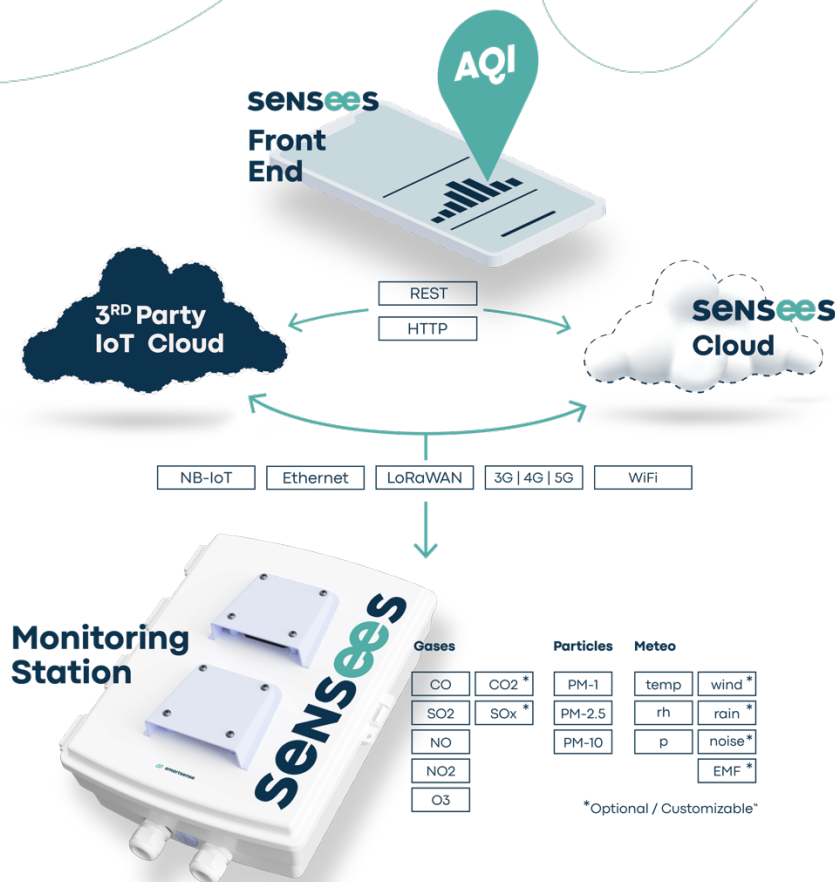 AQI
sensees
Front
End
REST
HTTP
3RD Party
IoT Cloud
sensees
Cloud
NB-IoT
Ethernet
LoRaWAN
3G | 4G | 5G
WiFi
Monitoring
Station
sensees
smartsense
Gases
Particles
Meteo
CO
CO2 *
PM-1
temp
wind *
SO2
SOx *
PM-2.5
rh
rain *
NO
PM-10
p
noise *
NO2
EMF *
O3
*Optional / Customizable"